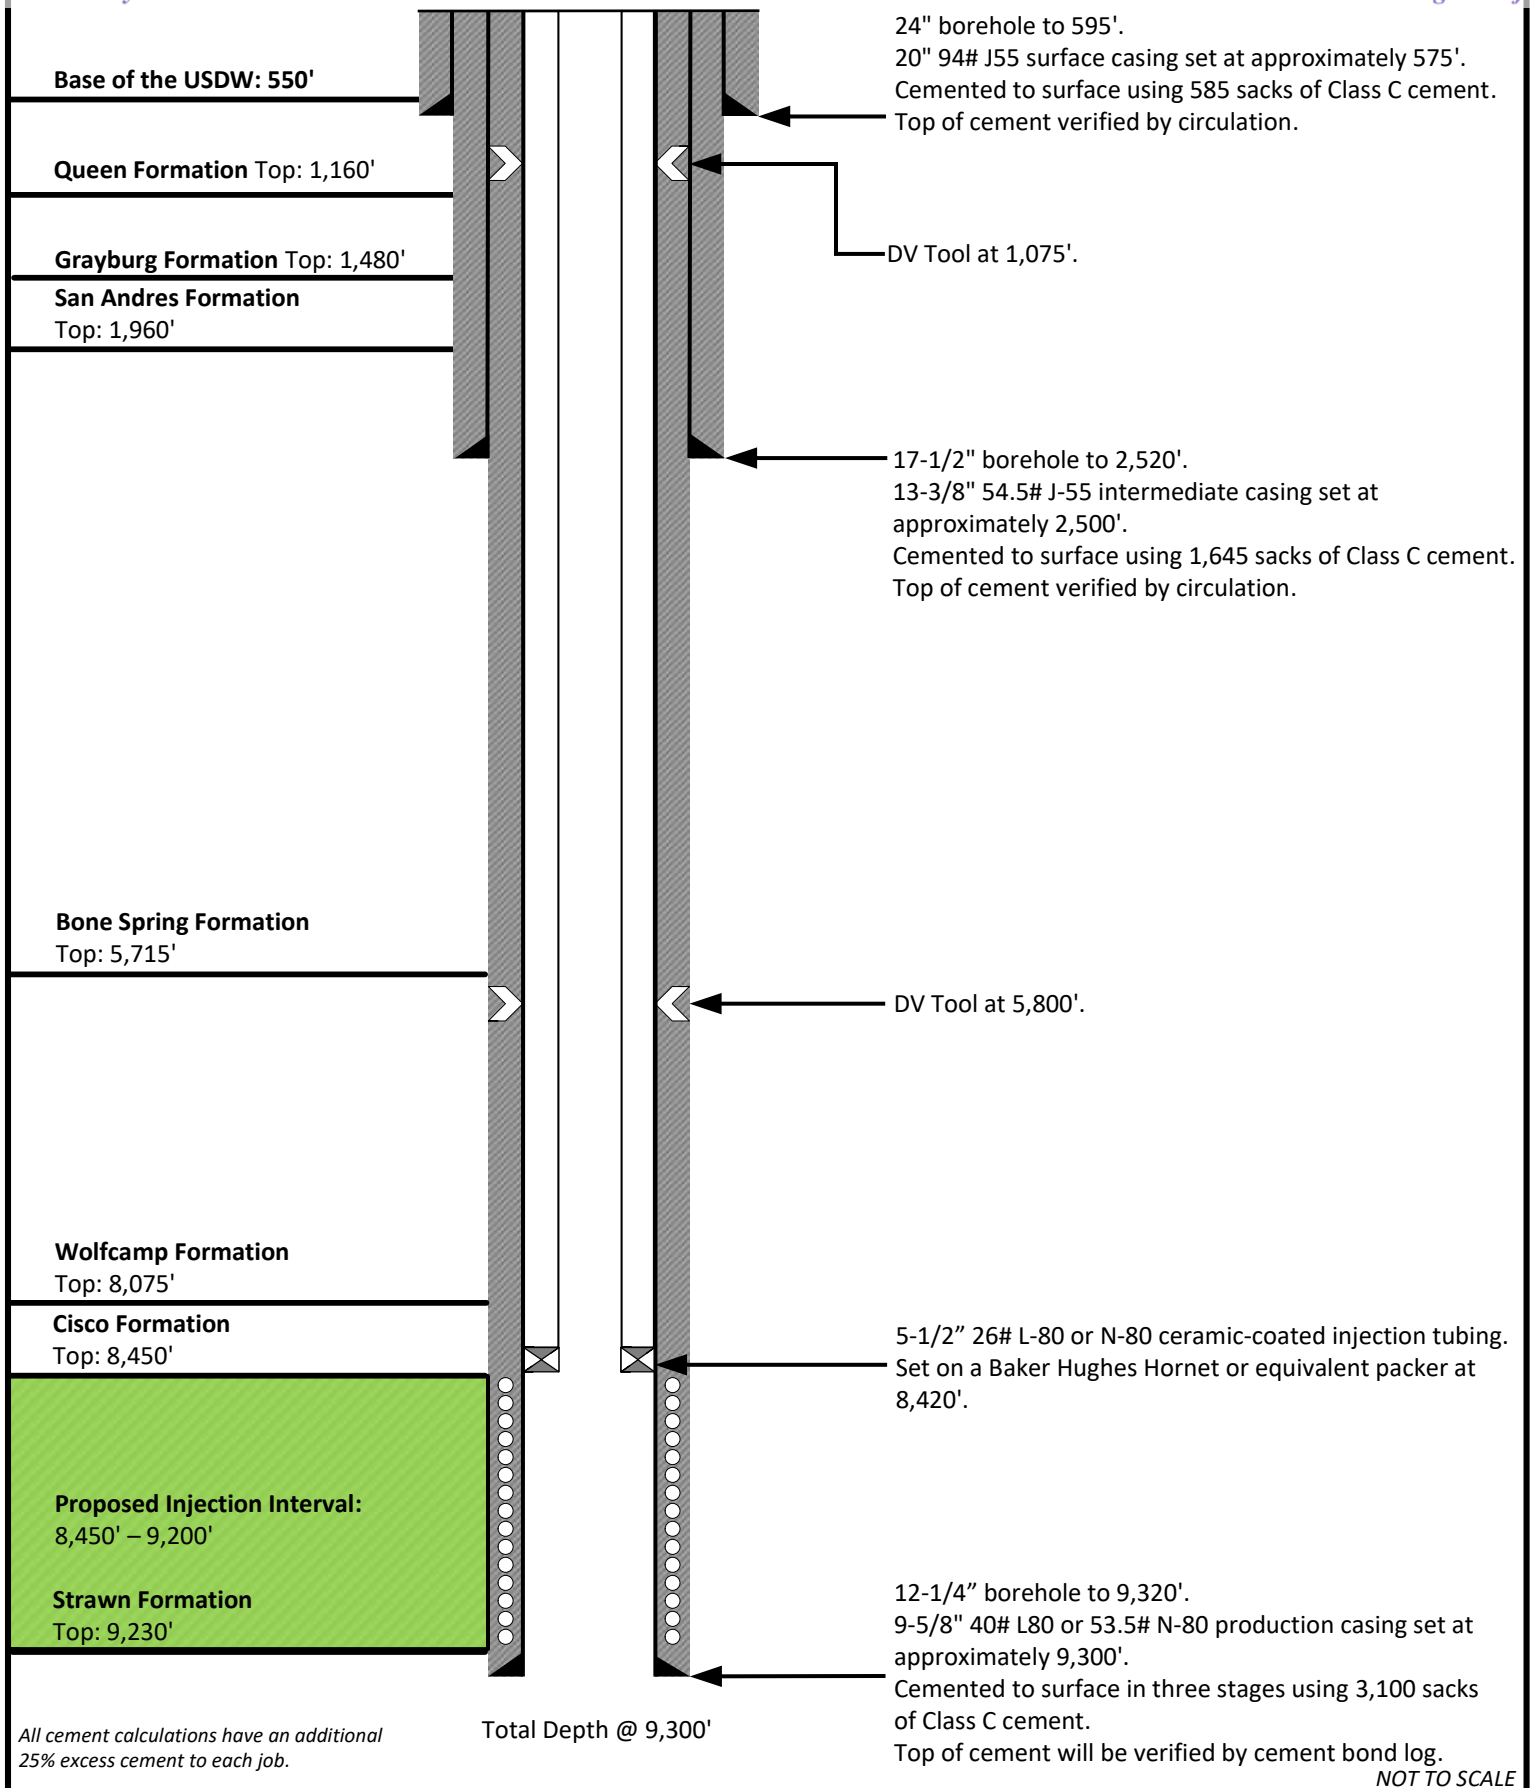 24" borehole to 595'.
20" 94# J55 surface casing set at approximately 575'.
Cemented to surface using 585 sacks of Class C cement.
Top of cement verified by circulation.
Base of the USDW: 550'
Queen Formation Top: 1,160'
DV Tool at 1,075'.
Grayburg Formation Top: 1,480'
San Andres Formation
Top: 1,960'
17-1/2" borehole to 2,520'.
13-3/8" 54.5# J-55 intermediate casing set at
approximately 2,500'.
Cemented to surface using 1,645 sacks of Class C cement.
Top of cement verified by circulation.
Bone Spring Formation
Top: 5,715'
DV Tool at 5,800'.
Wolfcamp Formation
Top: 8,075'
Cisco Formation
Top: 8,450'
5-1/2” 26# L-80 or N-80 ceramic-coated injection tubing.
Set on a Baker Hughes Hornet or equivalent packer at
8,420'.
Proposed Injection Interval:
8,450' – 9,200'
Strawn Formation
Top: 9,230'
12-1/4” borehole to 9,320'.
9-5/8" 40# L80 or 53.5# N-80 production casing set at
approximately 9,300'.
Cemented to surface in three stages using 3,100 sacks
of Class C cement.
Top of cement will be verified by cement bond log.
Total Depth @ 9,300'
All cement calculations have an additional
25% excess cement to each job.
NOT TO SCALE